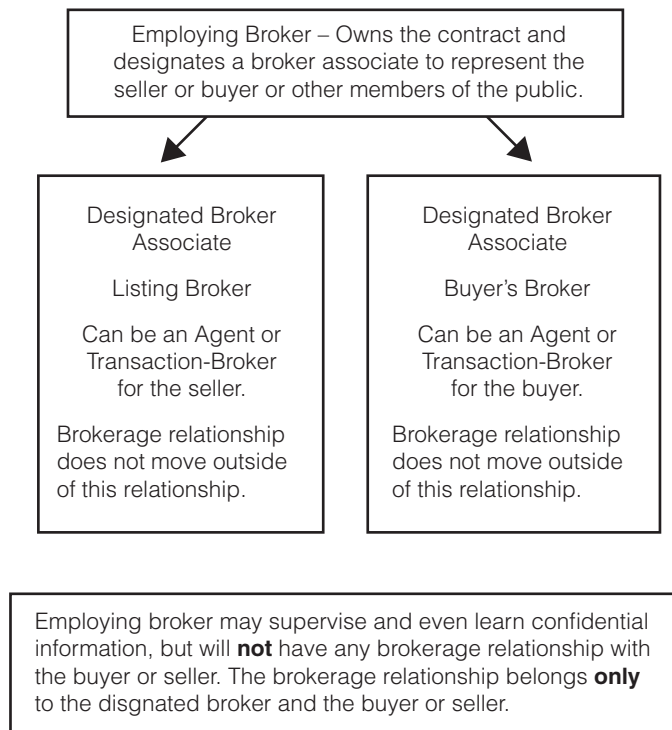 Employing Broker – Owns the contract and
designates a broker associate to represent the
seller or buyer or other members of the public.
Designated Broker
Associate
Listing Broker
Can be an Agent or
Transaction-Broker
for the seller.
Brokerage relationship
does not move outside
of this relationship.
Designated Broker
Associate
Buyer’s Broker
Can be an Agent or
Transaction-Broker
for the buyer.
Brokerage relationship
does not move outside
of this relationship.
Employing broker may supervise and even learn confidential
information, but will not have any brokerage relationship with
the buyer or seller. The brokerage relationship belongs only
to the disgnated broker and the buyer or seller.